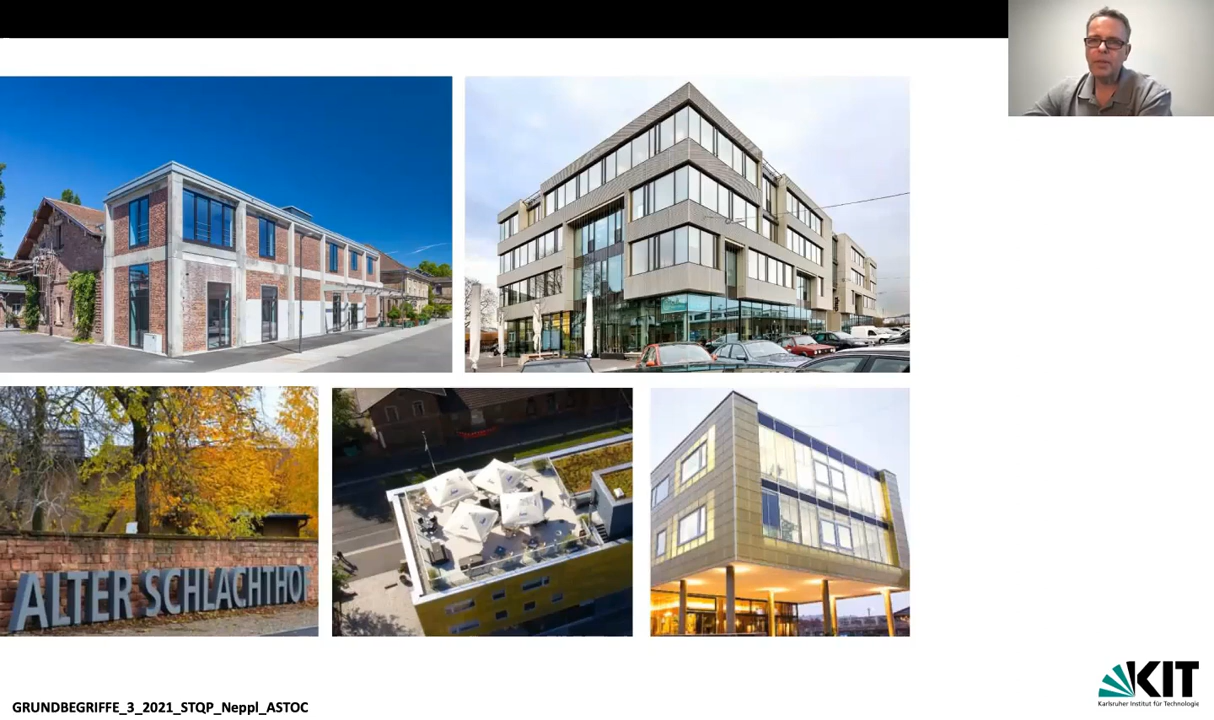 ALTER SCHLACHTHOF
GRUNDBEGRIFFE_3_2021_STQP_Neppl_ASTOC
KIT
Karlsruher Institut für Technologie